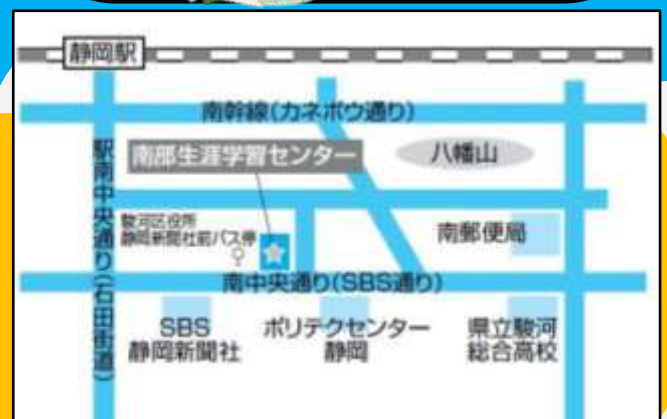 静岡駅
南幹線(カネボウ通り)
南部生涯学習センター
八幡山
駅南中央通り(石田街道)
駿河区役所
静岡新聞社前バス停
南郵便局
南中央通り(SBS通り)
SBS
静岡新聞社
ポリテクセンター
静岡
県立駿河
総合高校